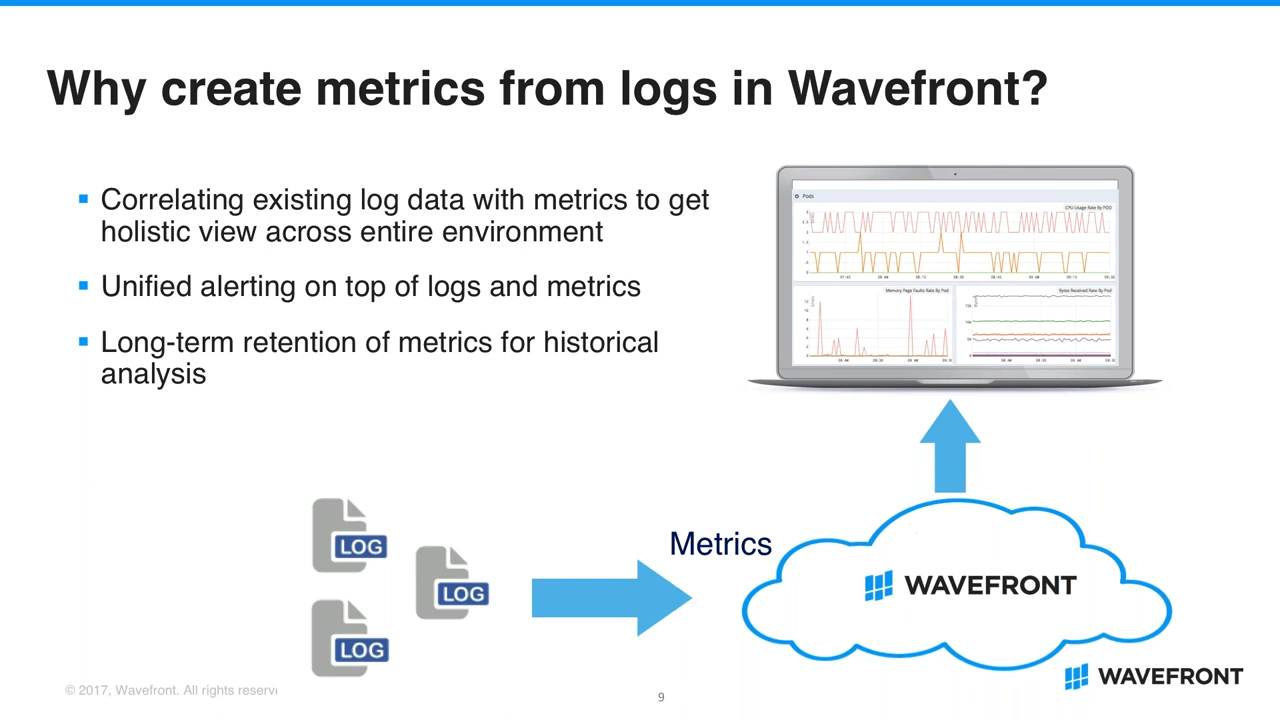 Why create metrics from logs in Wavefront?
Correlating existing log data with metrics to get
holistic view across entire environment
Unified alerting on top of logs and metrics
Long-term retention of metrics for historical
analysis
Pods
CPU Usage Rate By POD
Memory Page Faults Rate By Pod
Bytes Received Rate By Pod
LOG
LOG
LOG
Metrics
WAVEFRONT
WAVEFRONT
© 2017, Wavefront. All rights reserve
9